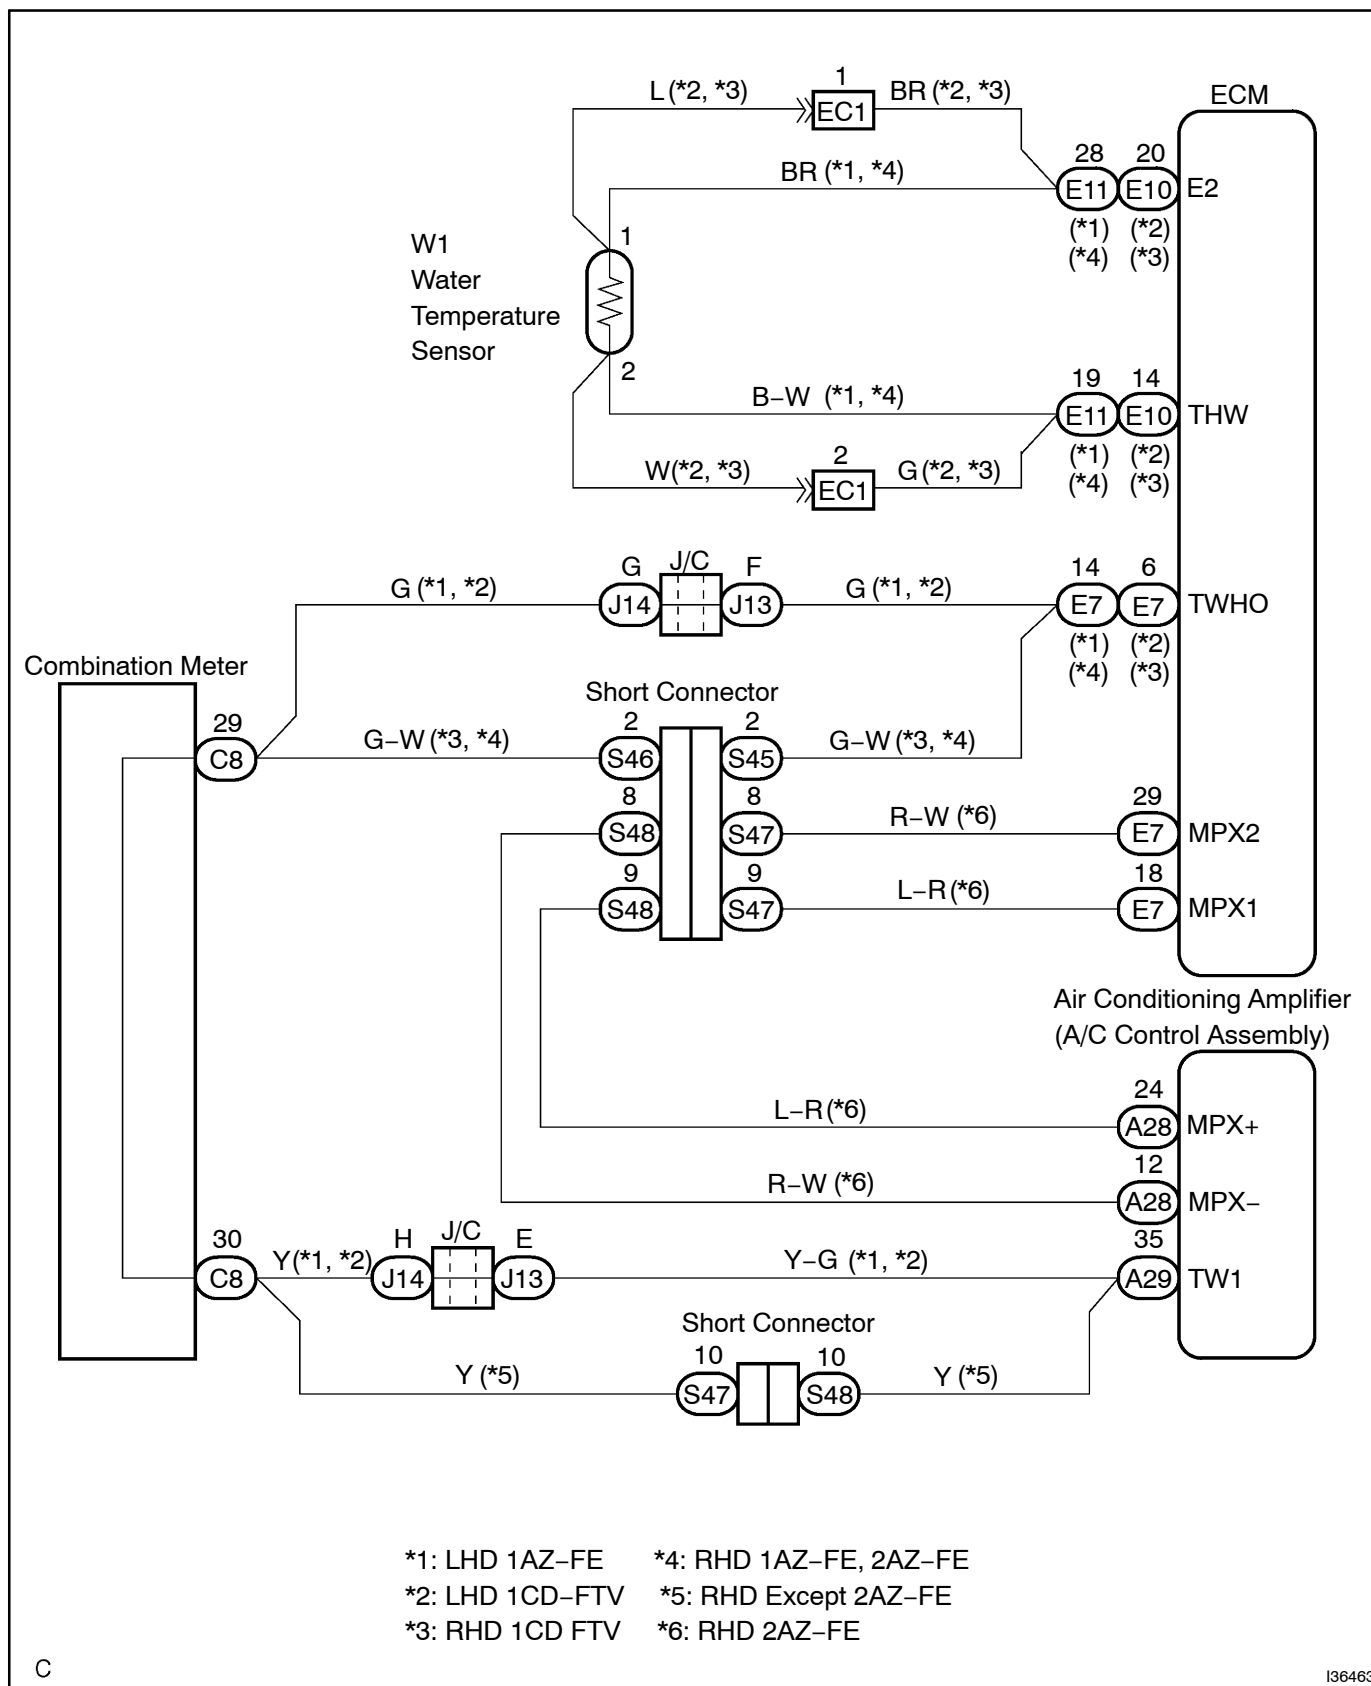 1
L (*2, *3)
EC1
BR (*2, *3)
ECM
28
20
BR (*1, *4)
E11
E10
E2
(*1)
(*2)
(*4)
(*3)
W1
Water
Temperature
Sensor
1
2
19
14
B–W (*1, *4)
E11
E10
THW
2
(*1)
(*2)
W(*2, *3)
EC1
G (*2, *3)
(*4)
(*3)
G
J/C
F
14
6
G (*1, *2)
J14
J13
G (*1, *2)
E7
E7
TWHO
(*1)
(*2)
(*4)
(*3)
Combination Meter
Short Connector
29
2
2
G–W (*3, *4)
G–W (*3, *4)
C8
S46
S45
8
8
29
R–W (*6)
S48
S47
E7
MPX2
9
9
18
L–R (*6)
S48
S47
E7
MPX1
Air Conditioning Amplifier
(A/C Control Assembly)
24
L–R (*6)
A28
MPX+
12
R–W (*6)
A28
MPX–
30
H
J/C
E
35
Y(*1, *2)
Y–G (*1, *2)
C8
J14
J13
A29
TW1
Short Connector
10
10
Y (*5)
S47
S48
Y (*5)
*1: LHD 1AZ–FE
*4: RHD 1AZ–FE, 2AZ–FE
*2: LHD 1CD–FTV
*5: RHD Except 2AZ–FE
*3: RHD 1CD FTV
*6: RHD 2AZ–FE
C
I36463